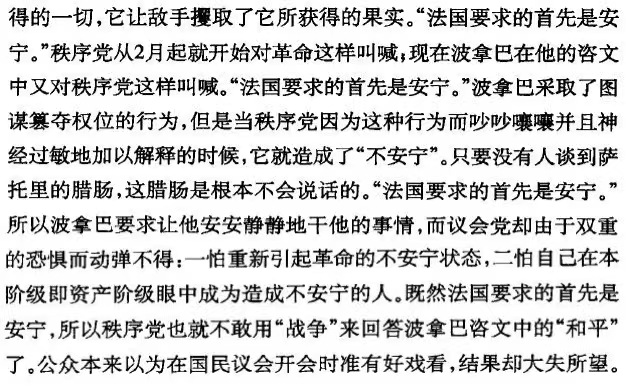 得的一切，它让敌手攫取了它所获得的果实。“法国要求的首先是安
宁。”秩序党从2月起就开始对革命这样叫喊；现在波拿巴在他的咨文
中又对秩序党这样叫喊。“法国要求的首先是安宁。”波拿巴采取了图
谋篡夺权位的行为，但是当秩序党因为这种行为而吵吵嚷嚷并且神
经过敏地加以解释的时候，它就造成了“不安宁”。只要没有人谈到萨
托里的腊肠，这腊肠是根本不会说话的。“法国要求的首先是安宁。”
所以波拿巴要求让他安安静静地干他的事情，而议会党却由于双重
的恐惧而动弹不得：一怕重新引起革命的不安宁状态，二怕自己在本
阶级即资产阶级眼中成为造成不安宁的人。既然法国要求的首先是
安宁，所以秩序党也就不敢用“战争”来回答波拿巴咨文中的“和平”
了。公众本来以为在国民议会开会时准有好戏看，结果却大失所望。